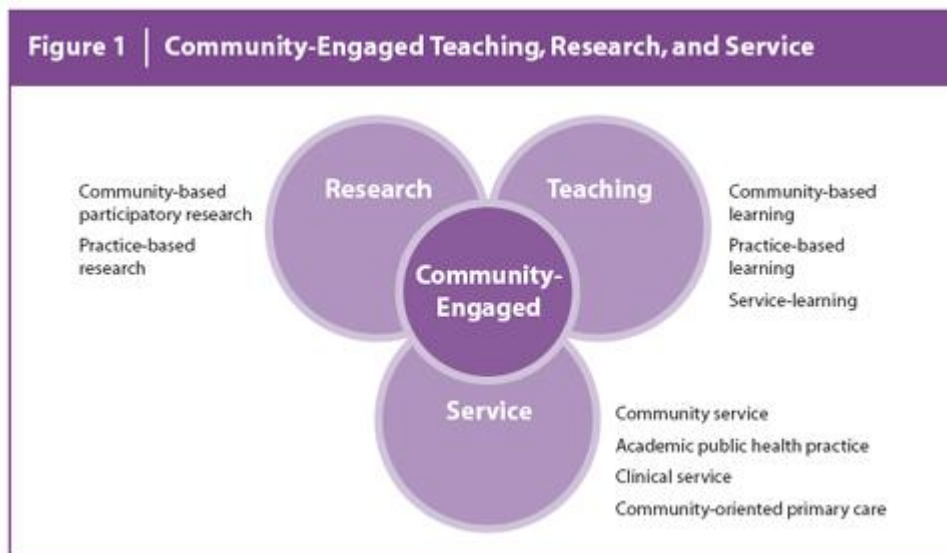 Figure 1 | Community-Engaged Teaching, Research, and Service
Research
Community-based
participatory research
Practice-based
research
Teaching
Community-based
learning
Practice-based
learning
Service-learning
Community-
Engaged
Service
Community service
Academic public health practice
Clinical service
Community-oriented primary care